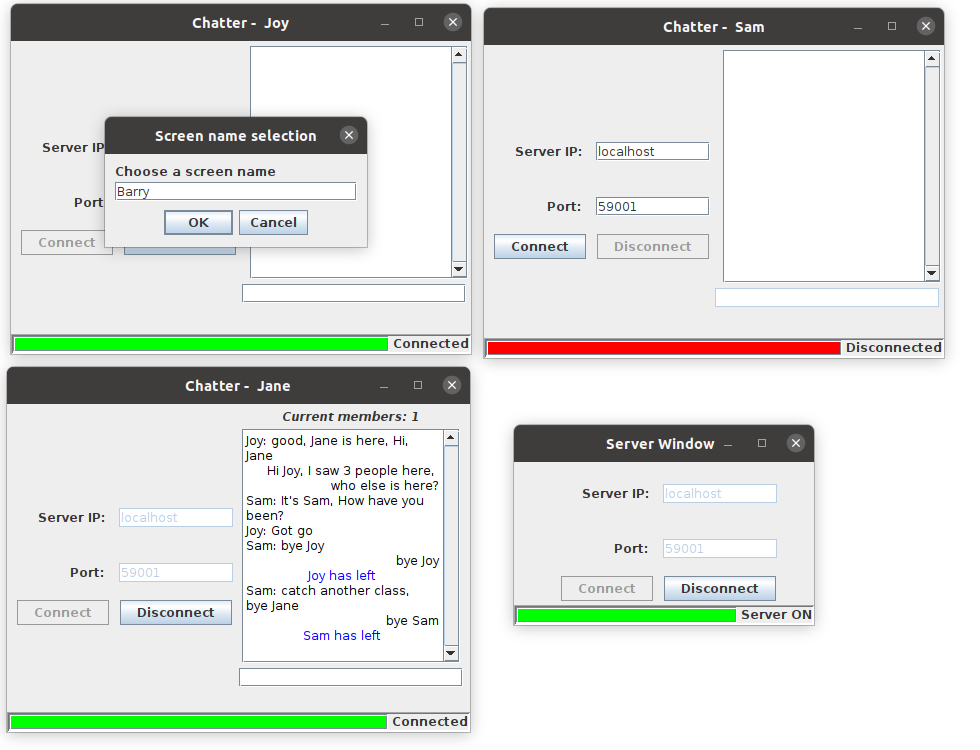 Chatter - Joy
Server IP
Port
Connect
Connected
Screen name selection
Choose a screen name
Barry
OK
Cancel
Chatter - Sam
Server IP:
localhost
Port:
59001
Connect
Disconnect
Disconnected
Chatter - Jane
Current members: 1
Server IP:
localhost
Port:
59001
Connect
Disconnect
Joy: good, Jane is here, Hi,
Jane
Hi Joy, I saw 3 people here,
who else is here?
Sam: It's Sam, How have you
been?
Joy: Got go
Sam: bye Joy
bye Joy
Joy has left
Sam: catch another class,
bye Jane
bye Sam
Sam has left
Connected
Server Window
Server IP:
localhost
Port:
59001
Connect
Disconnect
Server ON